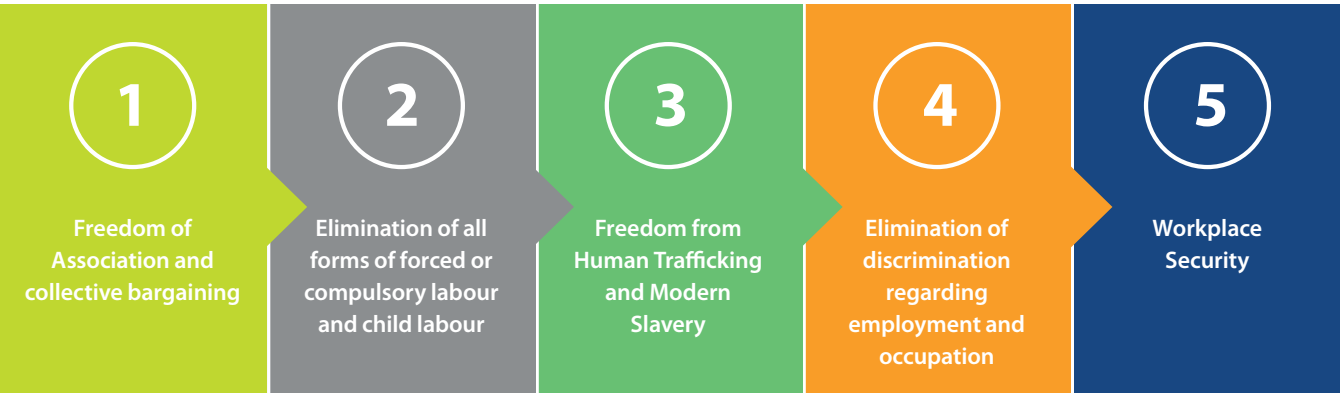 1
Freedom of
Association and
collective bargaining
2
Elimination of all
forms of forced or
compulsory labour
and child labour
3
Freedom from
Human Trafficking
and Modern
Slavery
4
Elimination of
discrimination
regarding
employment and
occupation
5
Workplace
Security